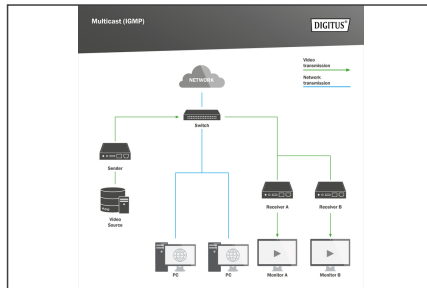 Multicast (IGMP)
DIGITUS®
Video
transmission
Network
transmission
NETWORK
Switch
Sender
Receiver A
Receiver B
Video
Source
PC
PC
Monitor A
Monitor B